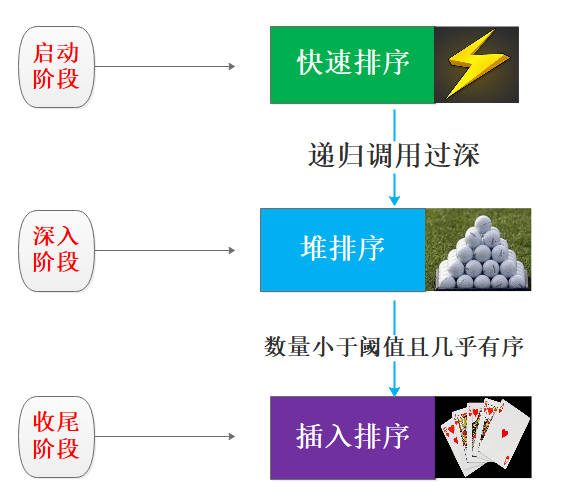 启动
阶段
快速排序
递归调用过深
深入
阶段
堆排序
数量小于阈值且几乎有序
收尾
阶段
插入排序